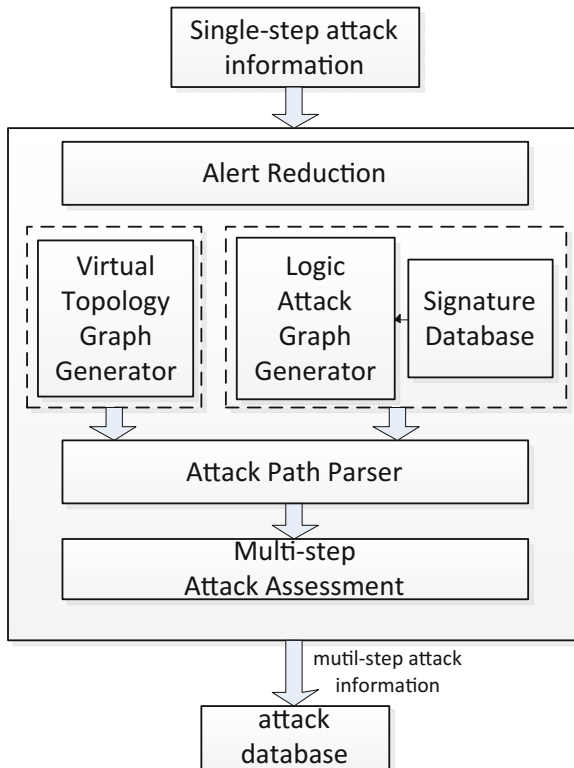 Single-step attack
information
Alert Reduction
Virtual
Topology
Graph
Generator
Logic
Attack
Graph
Generator
Signature
Database
Attack Path Parser
Multi-step
Attack Assessment
mutil-step attack
information
attack
database